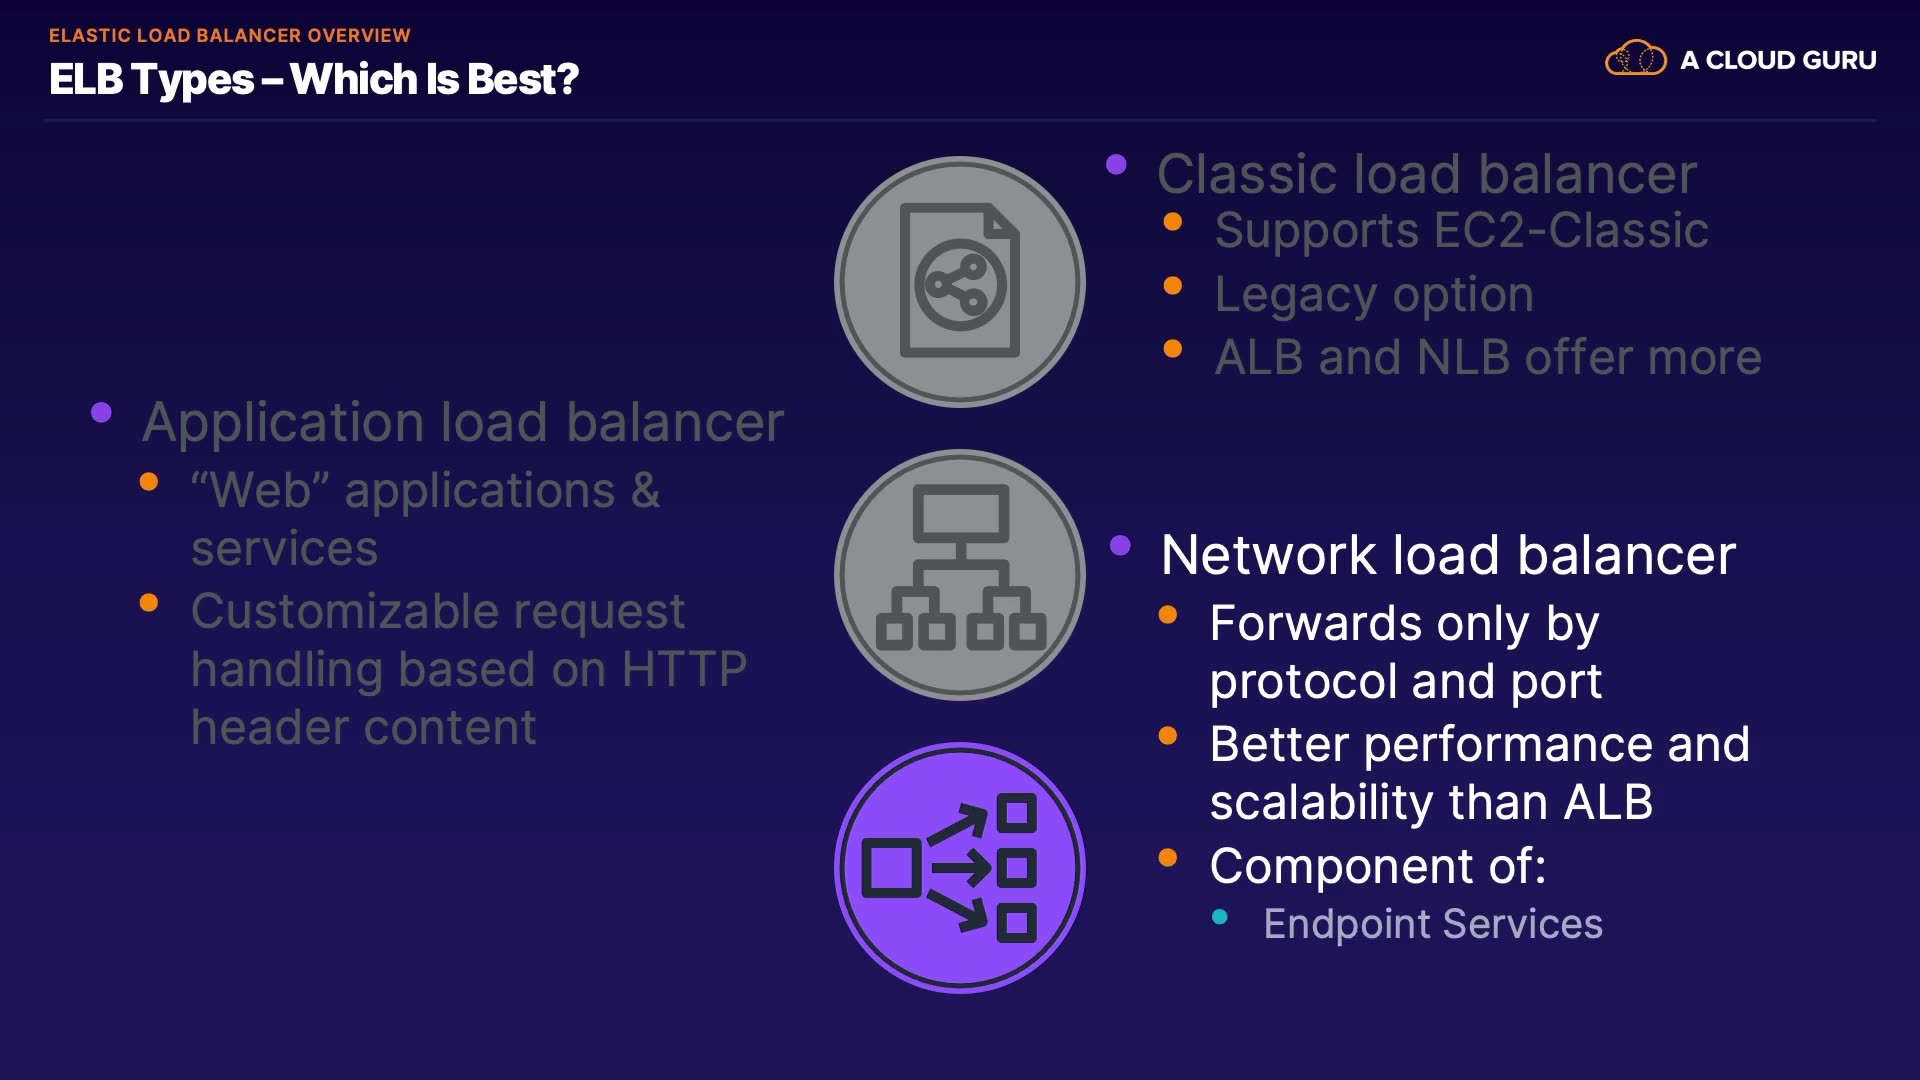 ELASTIC LOAD BALANCER OVERVIEW
ELB Types – Which Is Best?
A CLOUD GURU
Classic load balancer
Supports EC2-Classic
Legacy option
ALB and NLB offer more
Application load balancer
“Web” applications &
services
Customizable request
handling based on HTTP
header content
Network load balancer
Forwards only by
protocol and port
Better performance and
scalability than ALB
Component of:
Endpoint Services